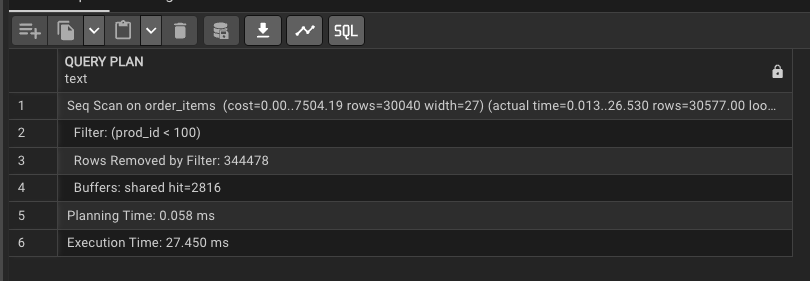 SQL
QUERY PLAN
text
1 Seq Scan on order_items (cost=0.00..7504.19 rows=30040 width=27) (actual time=0.013..26.530 rows=30577.00 loo...
2 Filter: (prod_id < 100)
3 Rows Removed by Filter: 344478
4 Buffers: shared hit=2816
5 Planning Time: 0.058 ms
6 Execution Time: 27.450 ms